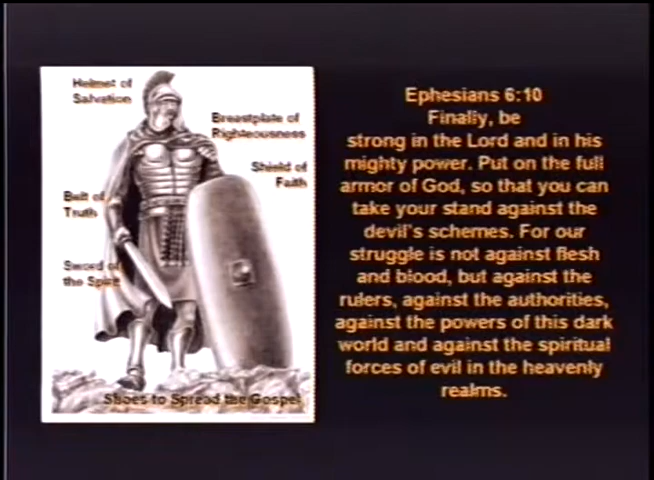 Helmet of
Salvation
Breastplate of
Righteousness
Shield of
Faith
Belt of
Truth
Sword of
the Spirit
Shoes to Spread the Gospel
Ephesians 6:10
Finally, be
strong in the Lord and in his
mighty power. Put on the full
armor of God, so that you can
take your stand against the
devil's schemes. For our
struggle is not against flesh
and blood, but against the
rulers, against the authorities,
against the powers of this dark
world and against the spiritual
forces of evil in the heavenly
realms.